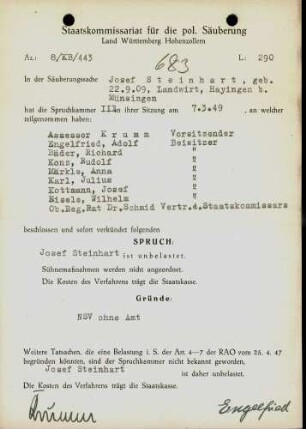 Staatskommissariat für die pol. Säuberung
Land Württemberg Hohenzollern
Az.: 8/KB/443 L: 290
683
In der Säuberungssache Josef Steinhart, geb.
22.9.09, Landwirt, Hayingen b.
Münsingen
hat die Spruchkammer III in ihrer Sitzung am 7.3.49 , an welcher
teilgenommen haben:
Assessor Krumm Vorsitzender
Engelfried, Adolf Beisitzer
Bäder, Richard "
Konz, Rudolf "
Märkle, Anna "
Karl, Julius "
Kottmann, Josef "
Eisele, Wilhelm "
Ob.Reg.Rat Dr.Schmid Vertr.d.Staatskommissars
beschlossen und sofort verkündet folgenden
SPRUCH:
Josef Steinhart ist unbelastet.
Sühnemaßnahmen werden nicht angeordnet.
Die Kosten des Verfahrens trägt die Staatskasse.
Gründe:
NSV ohne Amt
Weitere Tatsachen, die eine Belastung i. S. der Art. 4—7 der RAO vom 26. 4. 47
begründen könnten, sind der Spruchkammer nicht bekannt geworden,
Josef Steinhart ist daher unbelastet.
Die Kosten des Verfahrens trägt die Staatskasse.
Krumm Engelfried